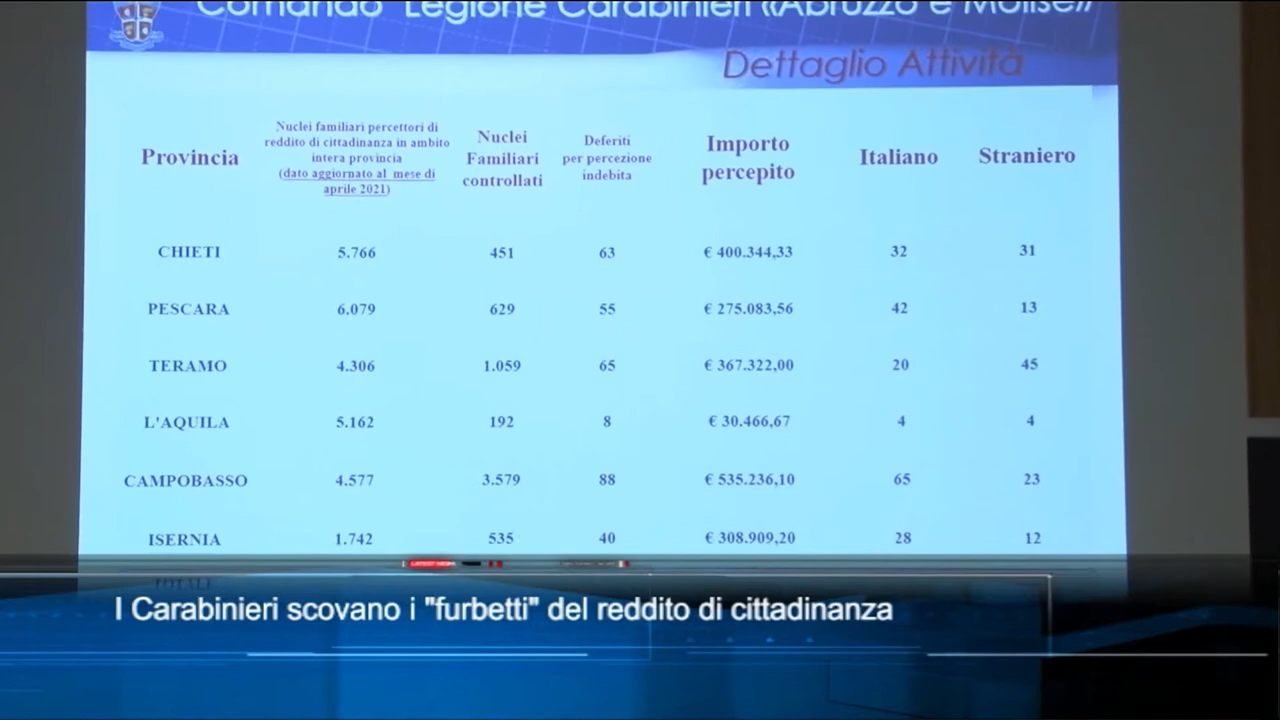 Comando Legione Carabinieri «Abruzzo e Molise»
Dettaglio Attività
Provincia
Nuclei familiari percettori di
reddito di cittadinanza in ambito
intera provincia
(dato aggiornato al mese di
aprile 2021)
Nuclei
Familiari
controllati
Deferiti
per percezione
indebita
Importo
percepito
Italiano
Straniero
CHIETI 5.766 451 63 € 400.344,33 32 31
PESCARA 6.079 629 55 € 275.083,56 42 13
TERAMO 4.306 1.059 65 € 367.322,00 20 45
L'AQUILA 5.162 192 8 € 30.466,67 4 4
CAMPOBASSO 4.577 3.579 88 € 535.236,10 65 23
ISERNIA 1.742 535 40 € 308.909,20 28 12
LATEST NEWS
TOTALE
I Carabinieri scovano i "furbetti" del reddito di cittadinanza